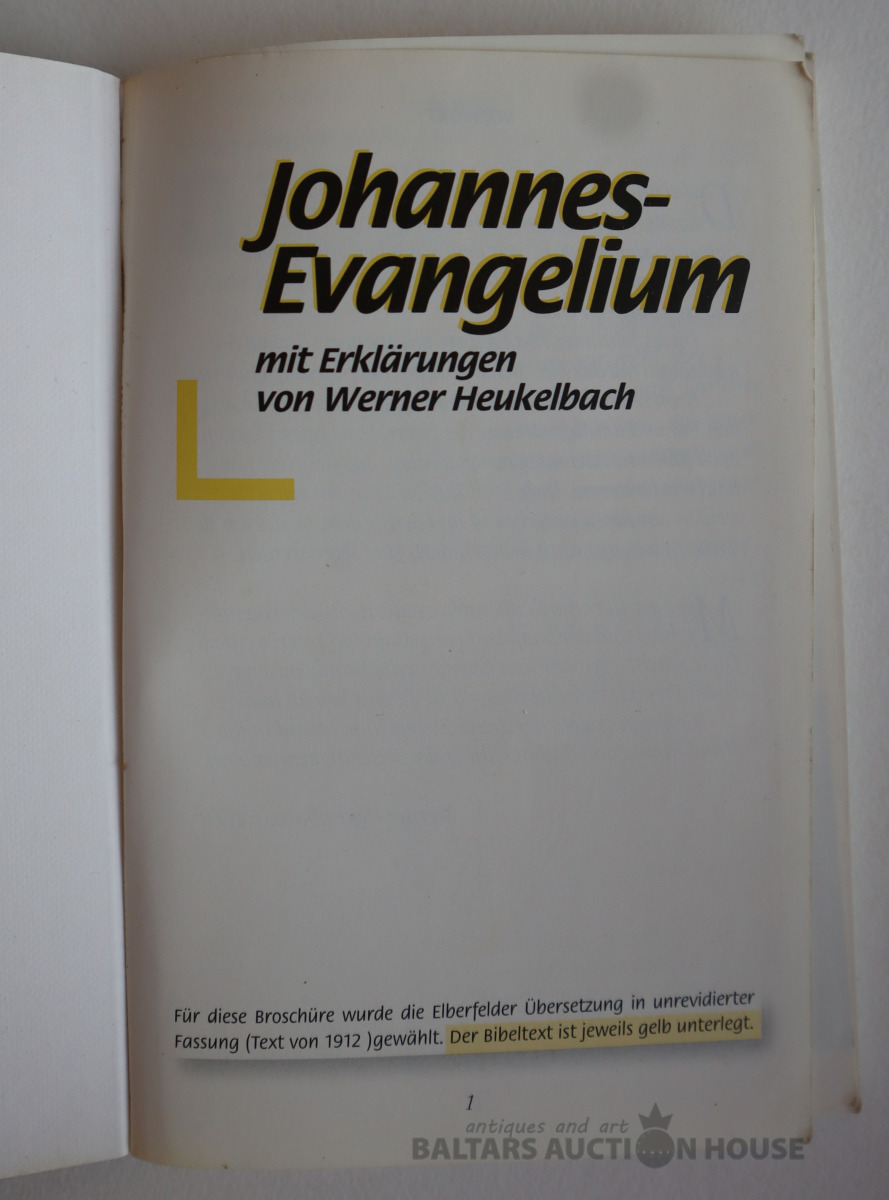 Johannes-
Evangelium
mit Erklärungen
von Werner Heukelbach
Für diese Broschüre wurde die Elberfelder Übersetzung in unrevidierter
Fassung (Text von 1912 )gewählt. Der Bibeltext ist jeweils gelb unterlegt.
1
antiques and art
BALTARS AUCTION HOUSE